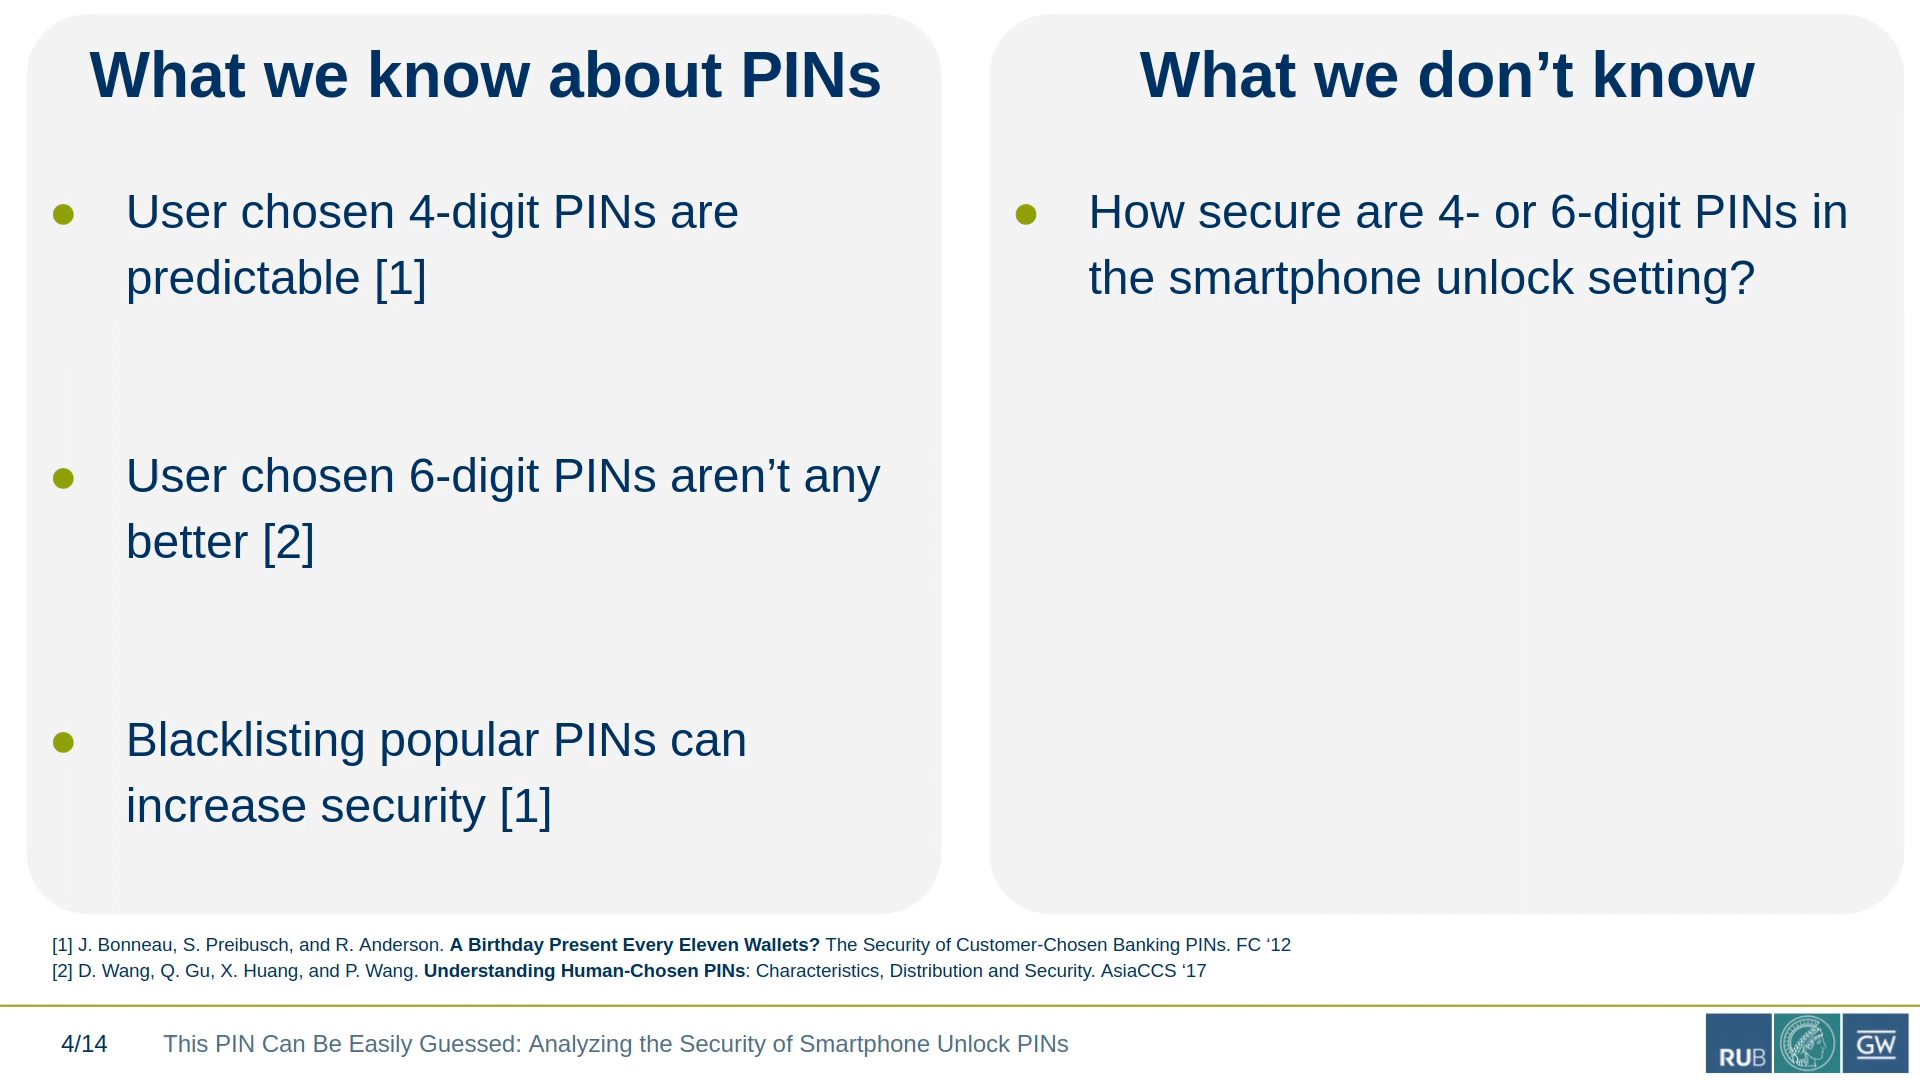 What we know about PINs
User chosen 4-digit PINs are
predictable [1]
User chosen 6-digit PINs aren’t any
better [2]
Blacklisting popular PINs can
increase security [1]
What we don’t know
How secure are 4- or 6-digit PINs in
the smartphone unlock setting?
[1] J. Bonneau, S. Preibusch, and R. Anderson. A Birthday Present Every Eleven Wallets? The Security of Customer-Chosen Banking PINs. FC ‘12
[2] D. Wang, Q. Gu, X. Huang, and P. Wang. Understanding Human-Chosen PINs: Characteristics, Distribution and Security. AsiaCCS ‘17
4/14 This PIN Can Be Easily Guessed: Analyzing the Security of Smartphone Unlock PINs
RUB GW